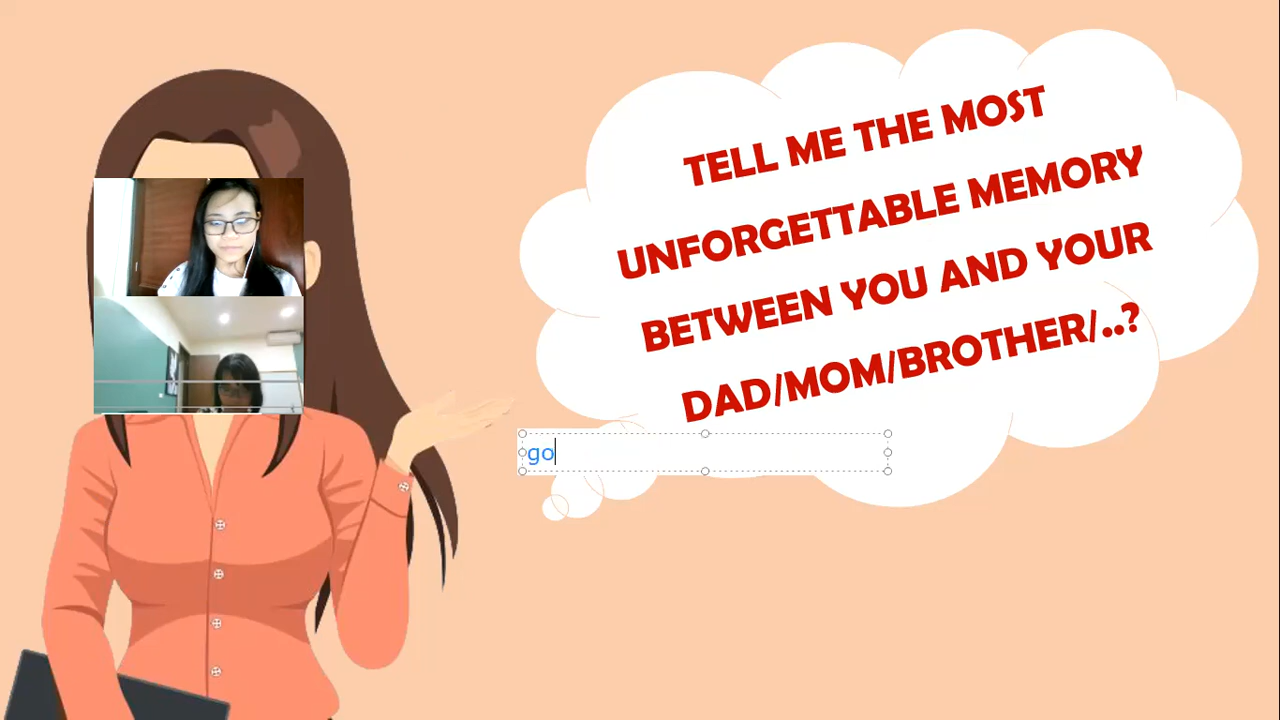 TELL ME THE MOST
UNFORGETTABLE MEMORY
BETWEEN YOU AND YOUR
DAD/MOM/BROTHER/..?
go